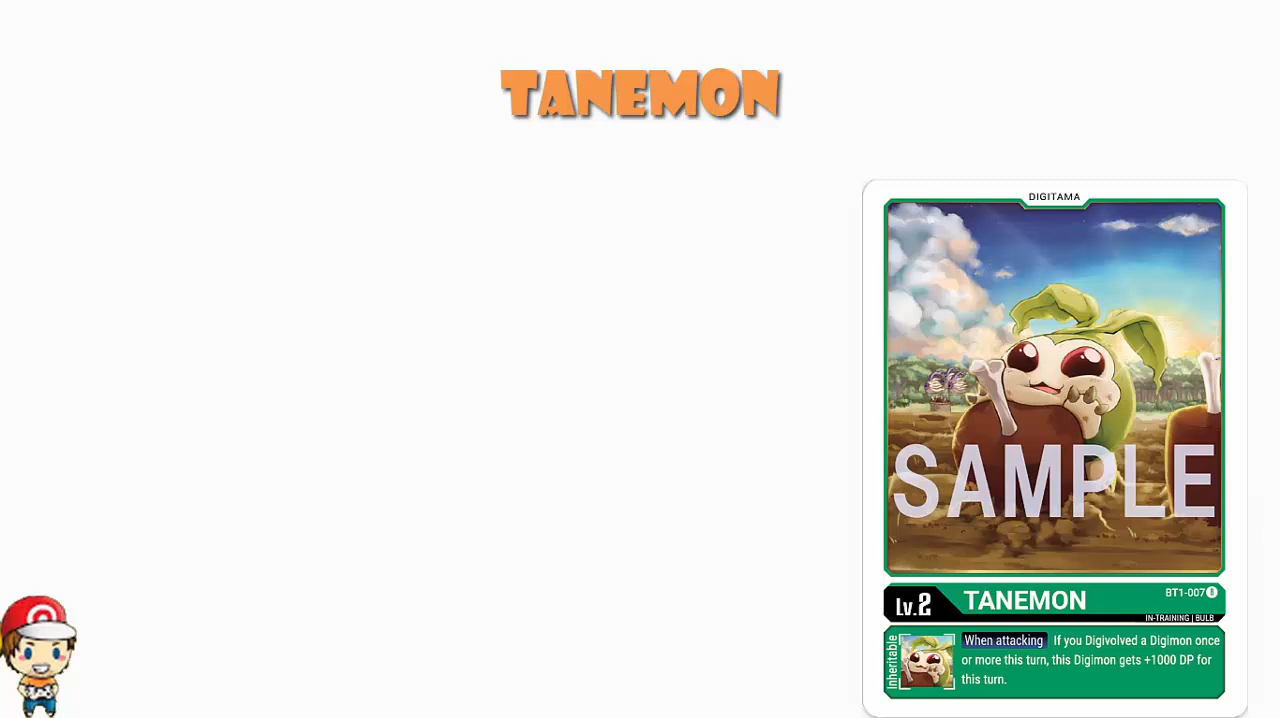 TANEMON
DIGITAMA
SAMPLE
Lv.2
TANEMON
BT1-007
IN-TRAINING | BULB
Inheritable
When attacking If you Digivolved a Digimon once
or more this turn, this Digimon gets +1000 DP for
this turn.